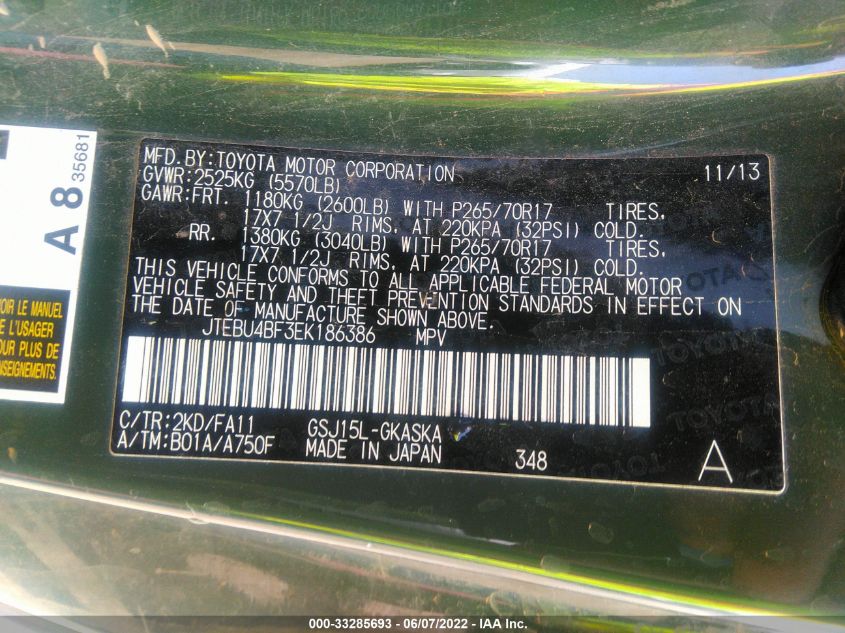 MFD.BY:TOYOTA MOTOR CORPORATION 11/13
GVWR:2525KG (5570LB)
GAWR:FRT. 1180KG (2600LB) WITH P265/70R17 TIRES,
17X7 1/2J RIMS, AT 220KPA (32PSI) COLD.
RR. 1380KG (3040LB) WITH P265/70R17 TIRES,
17X7 1/2J RIMS, AT 220KPA (32PSI) COLD.
THIS VEHICLE CONFORMS TO ALL APPLICABLE FEDERAL MOTOR
VEHICLE SAFETY AND THEFT PREVENTION STANDARDS IN EFFECT ON
THE DATE OF MANUFACTURE SHOWN ABOVE.
JTEBU4BF3EK186386 MPV
C/TR:2KD/FA11 GSJ15L-GKASKA
A/TM:B01A/A750F MADE IN JAPAN 348 A
A 8 35681
VOIR LE MANUEL
DE L'USAGER
POUR PLUS DE
RENSEIGNEMENTS.
000-33285693 - 06/07/2022 - IAA Inc.